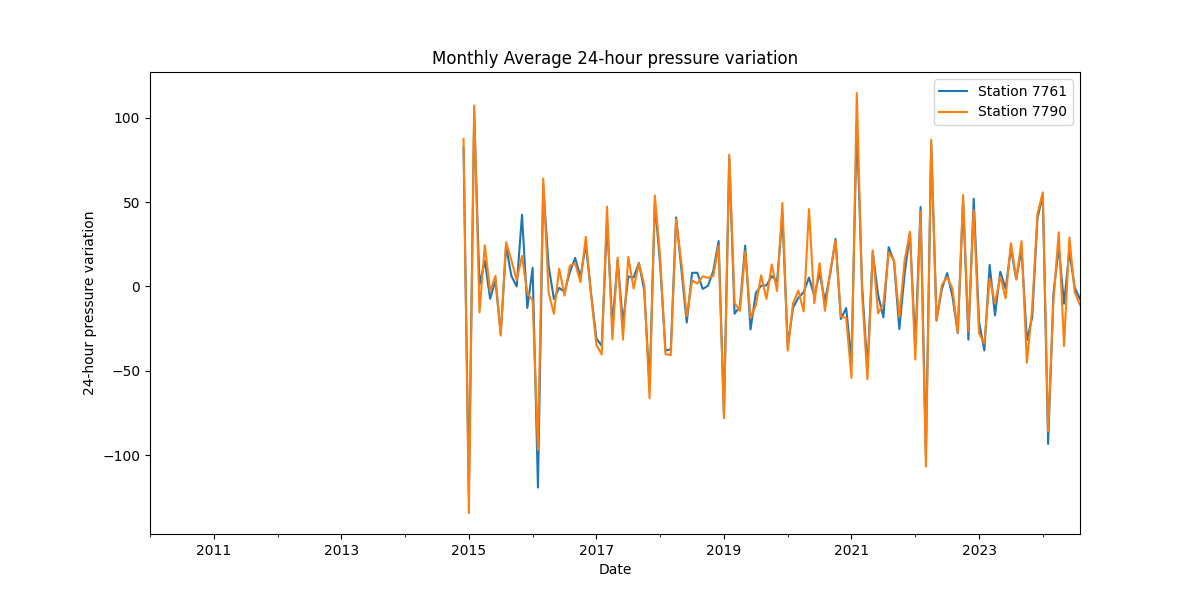 Monthly Average 24-hour pressure variation
Station 7761
Station 7790
24-hour pressure variation
100
50
0
−50
−100
2011 2013 2015 2017 2019 2021 2023
Date